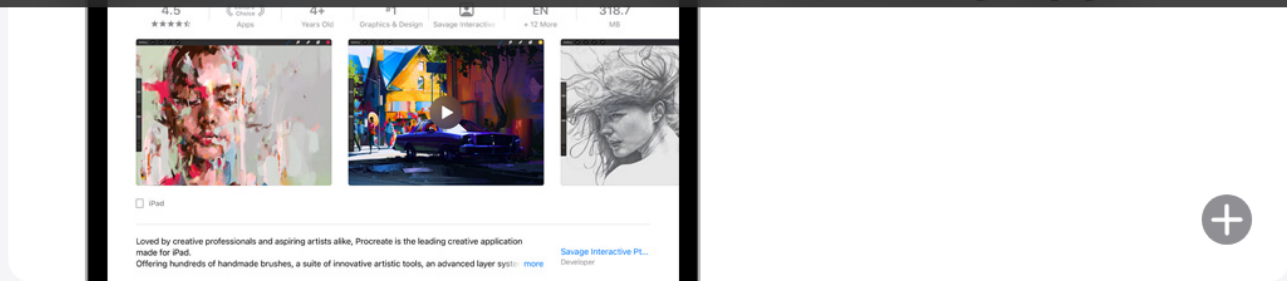 4.5 Choice 4+ #1 EN 318.7
★★★★⯨ Apps Years Old Graphics & Design Savage Interactive + 12 More MB
iPad
Loved by creative professionals and aspiring artists alike, Procreate is the leading creative application
made for iPad.
Offering hundreds of handmade brushes, a suite of innovative artistic tools, an advanced layer syste more
Savage Interactive Pt...
Developer